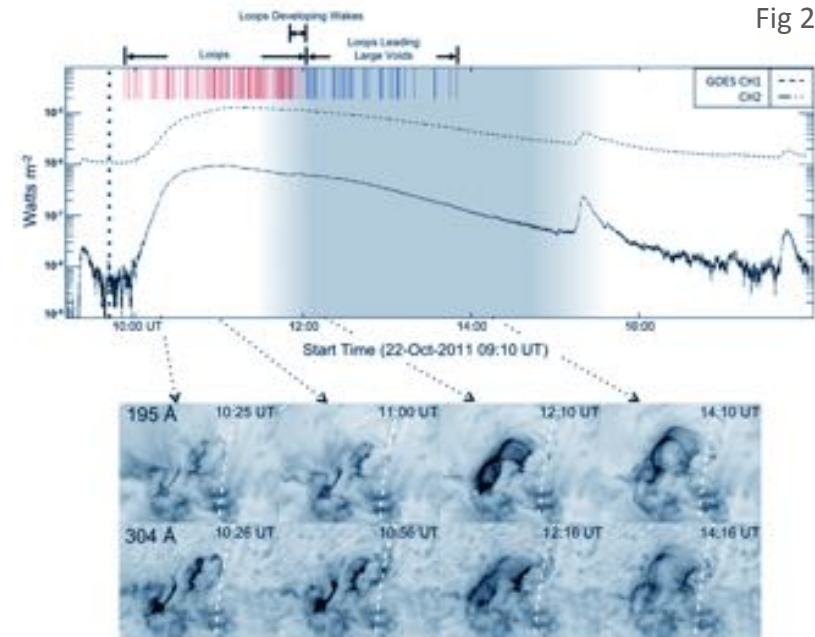 Fig 2
Loops Developing Wakes
Loops
Loops Leading
Large Voids
GOES CH1
CH2
Watts m⁻²
10:00 UT
12:00
14:00
16:00
Start Time (22-Oct-2011 09:10 UT)
195 Å
10:25 UT
11:00 UT
12:10 UT
14:10 UT
304 Å
10:26 UT
10:56 UT
12:16 UT
14:16 UT